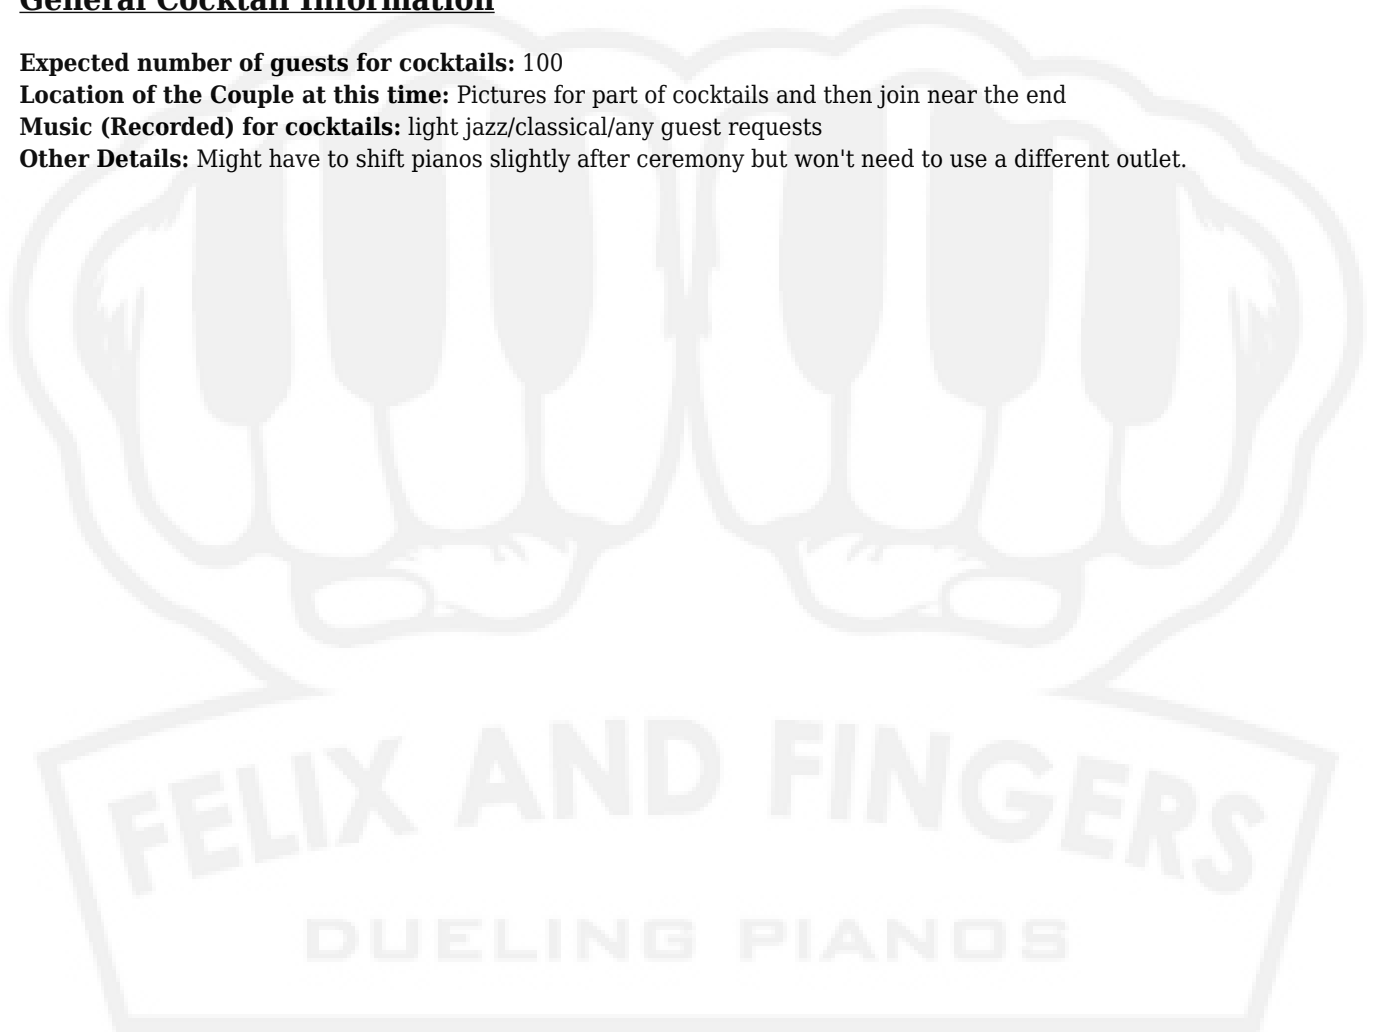 General Cocktail Information
Expected number of guests for cocktails: 100
Location of the Couple at this time: Pictures for part of cocktails and then join near the end
Music (Recorded) for cocktails: light jazz/classical/any guest requests
Other Details: Might have to shift pianos slightly after ceremony but won't need to use a different outlet.
FELIX AND FINGERS
DUELING PIANOS